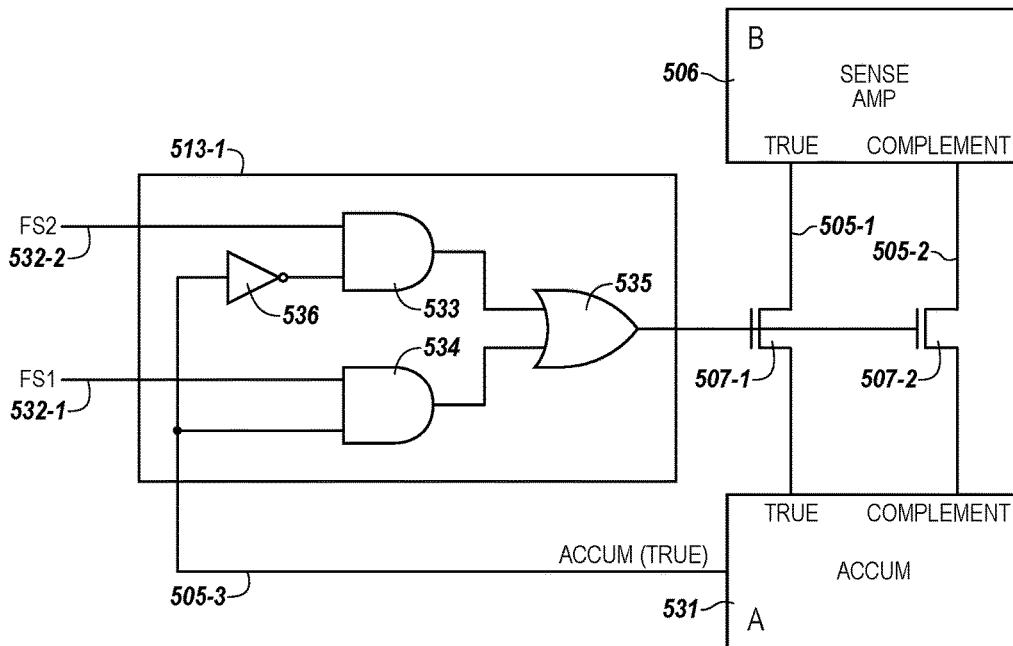 B
506
SENSE
AMP
TRUE COMPLEMENT
513-1
FS2
532-2
505-1
505-2
536
533
535
534
FS1
532-1
507-1
507-2
TRUE COMPLEMENT
ACCUM (TRUE)
ACCUM
505-3
531
A